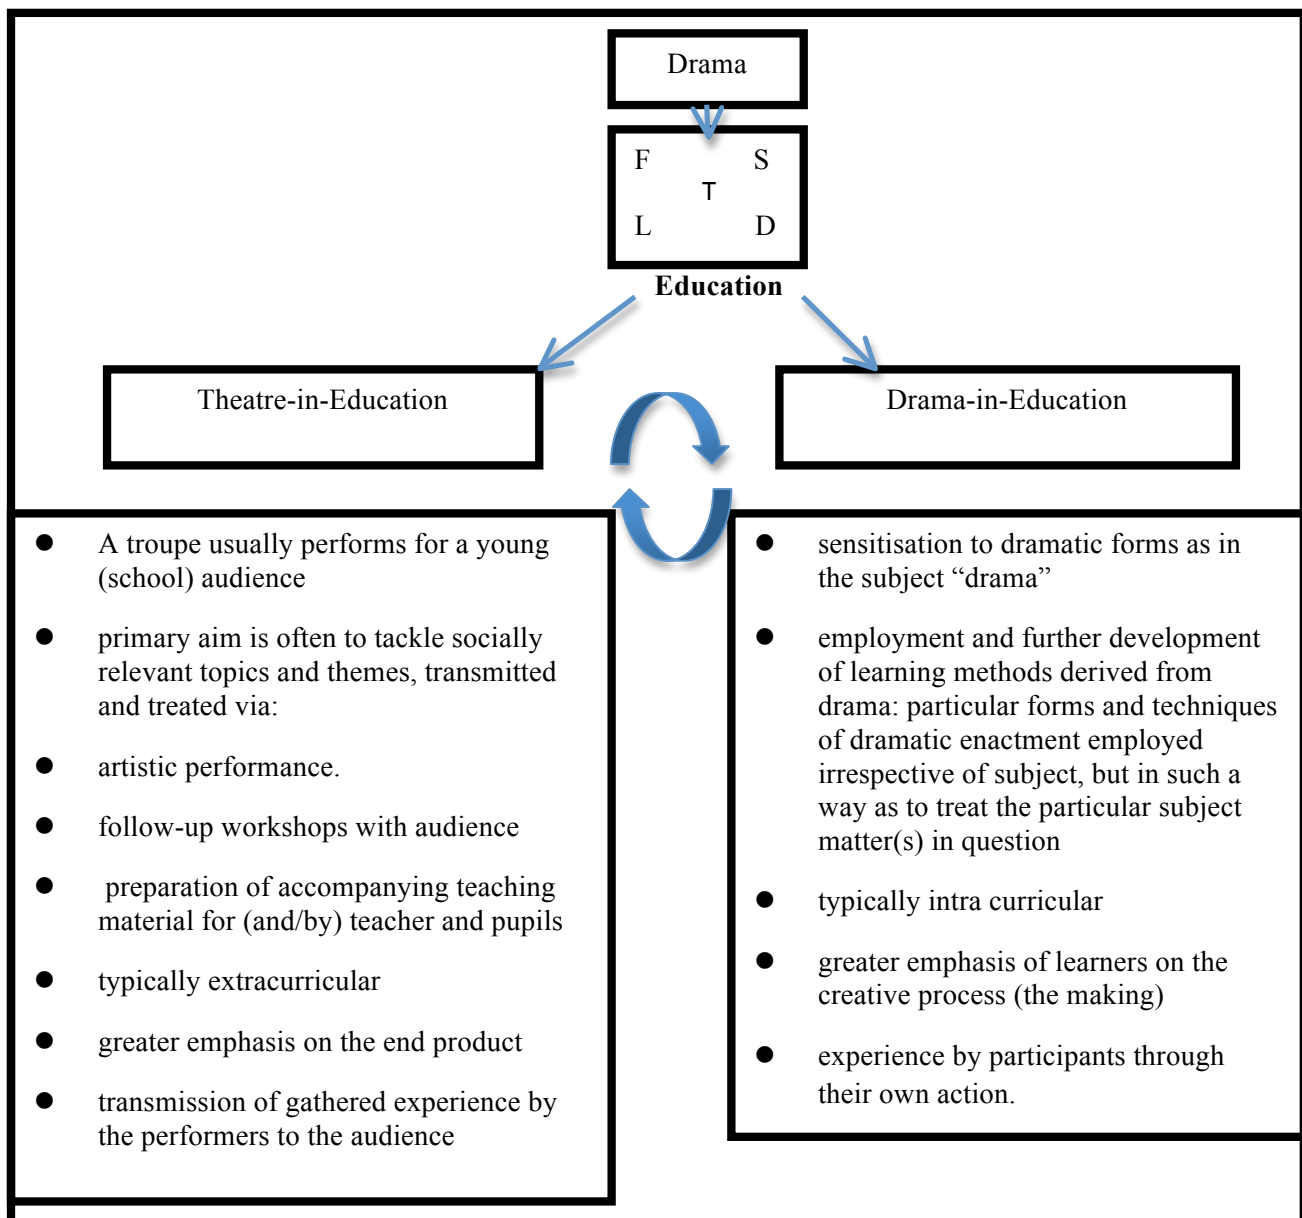 Drama
F S
T
L D
Education
Theatre-in-Education
Drama-in-Education
● A troupe usually performs for a young
(school) audience
● primary aim is often to tackle socially
relevant topics and themes, transmitted
and treated via:
● artistic performance.
● follow-up workshops with audience
● preparation of accompanying teaching
material for (and/by) teacher and pupils
● typically extracurricular
● greater emphasis on the end product
● transmission of gathered experience by
the performers to the audience
● sensitisation to dramatic forms as in
the subject “drama”
● employment and further development
of learning methods derived from
drama: particular forms and techniques
of dramatic enactment employed
irrespective of subject, but in such a
way as to treat the particular subject
matter(s) in question
● typically intra curricular
● greater emphasis of learners on the
creative process (the making)
● experience by participants through
their own action.